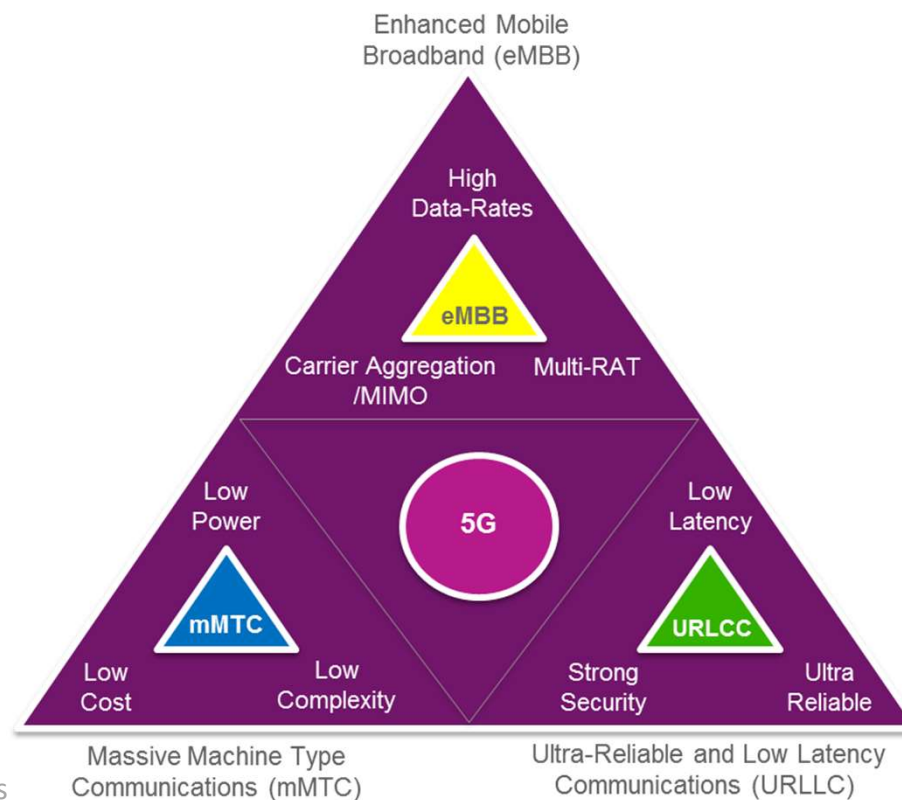 Enhanced Mobile
Broadband (eMBB)
High
Data-Rates
eMBB
Carrier Aggregation
/MIMO
Multi-RAT
5G
Low
Power
mMTC
Low
Cost
Low
Complexity
Low
Latency
URLCC
Strong
Security
Ultra
Reliable
Massive Machine Type
Communications (mMTC)
Ultra-Reliable and Low Latency
Communications (URLLC)
s